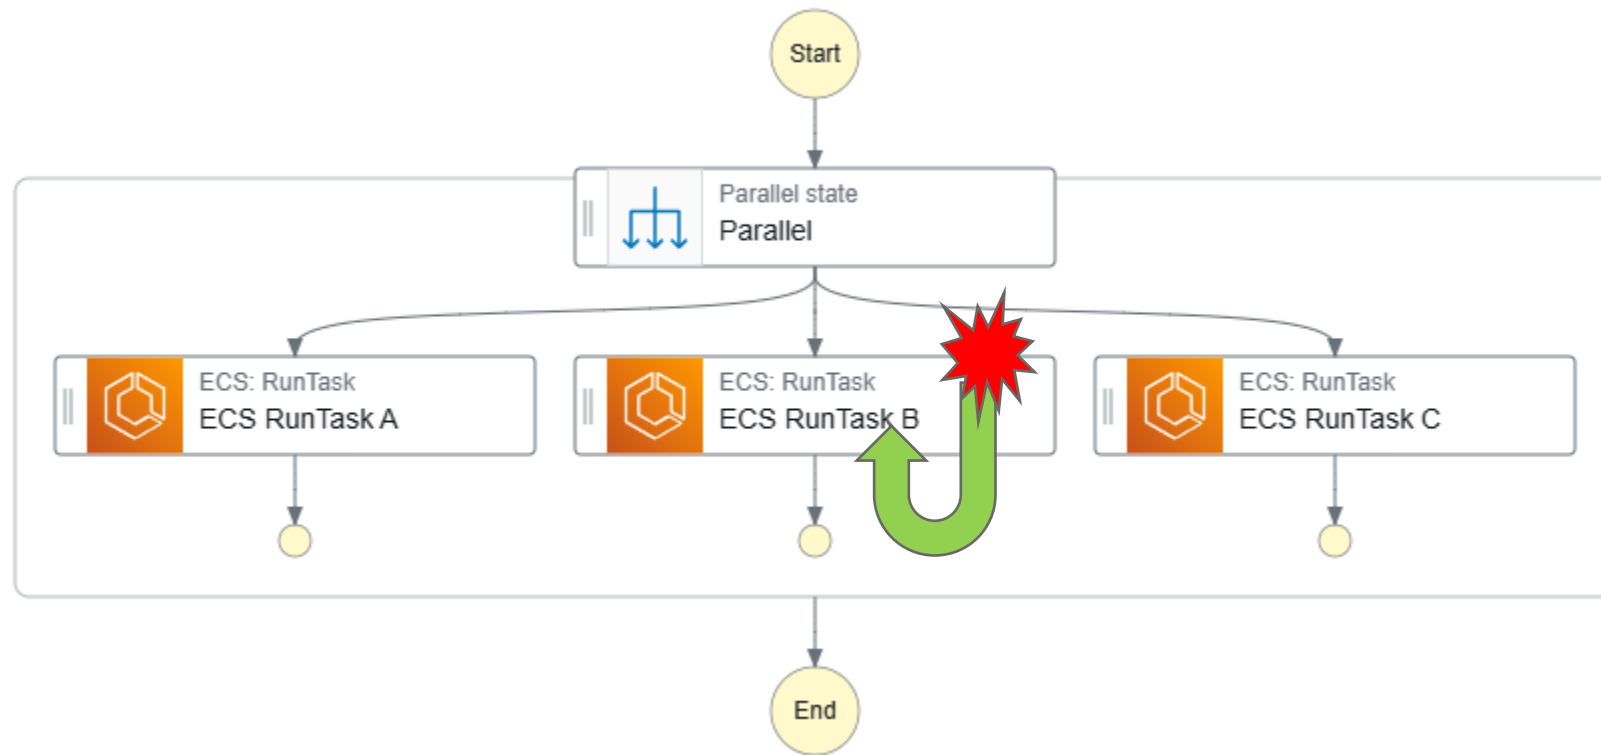 Start
Parallel state
Parallel
ECS: RunTask
ECS RunTask A
ECS: RunTask
ECS RunTask B
ECS: RunTask
ECS RunTask C
End